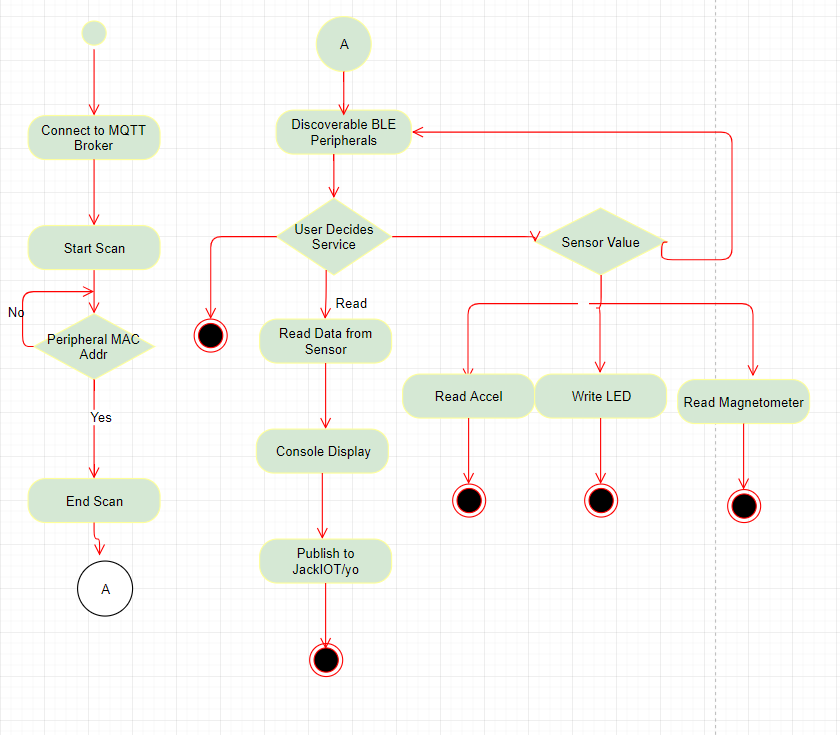 Connect to MQTT
Broker
Start Scan
No
Peripheral MAC
Addr
Yes
End Scan
A
A
Discoverable BLE
Peripherals
User Decides
Service
Sensor Value
Read
Read Data from
Sensor
Console Display
Publish to
JackIOT/yo
Read Accel
Write LED
Read Magnetometer